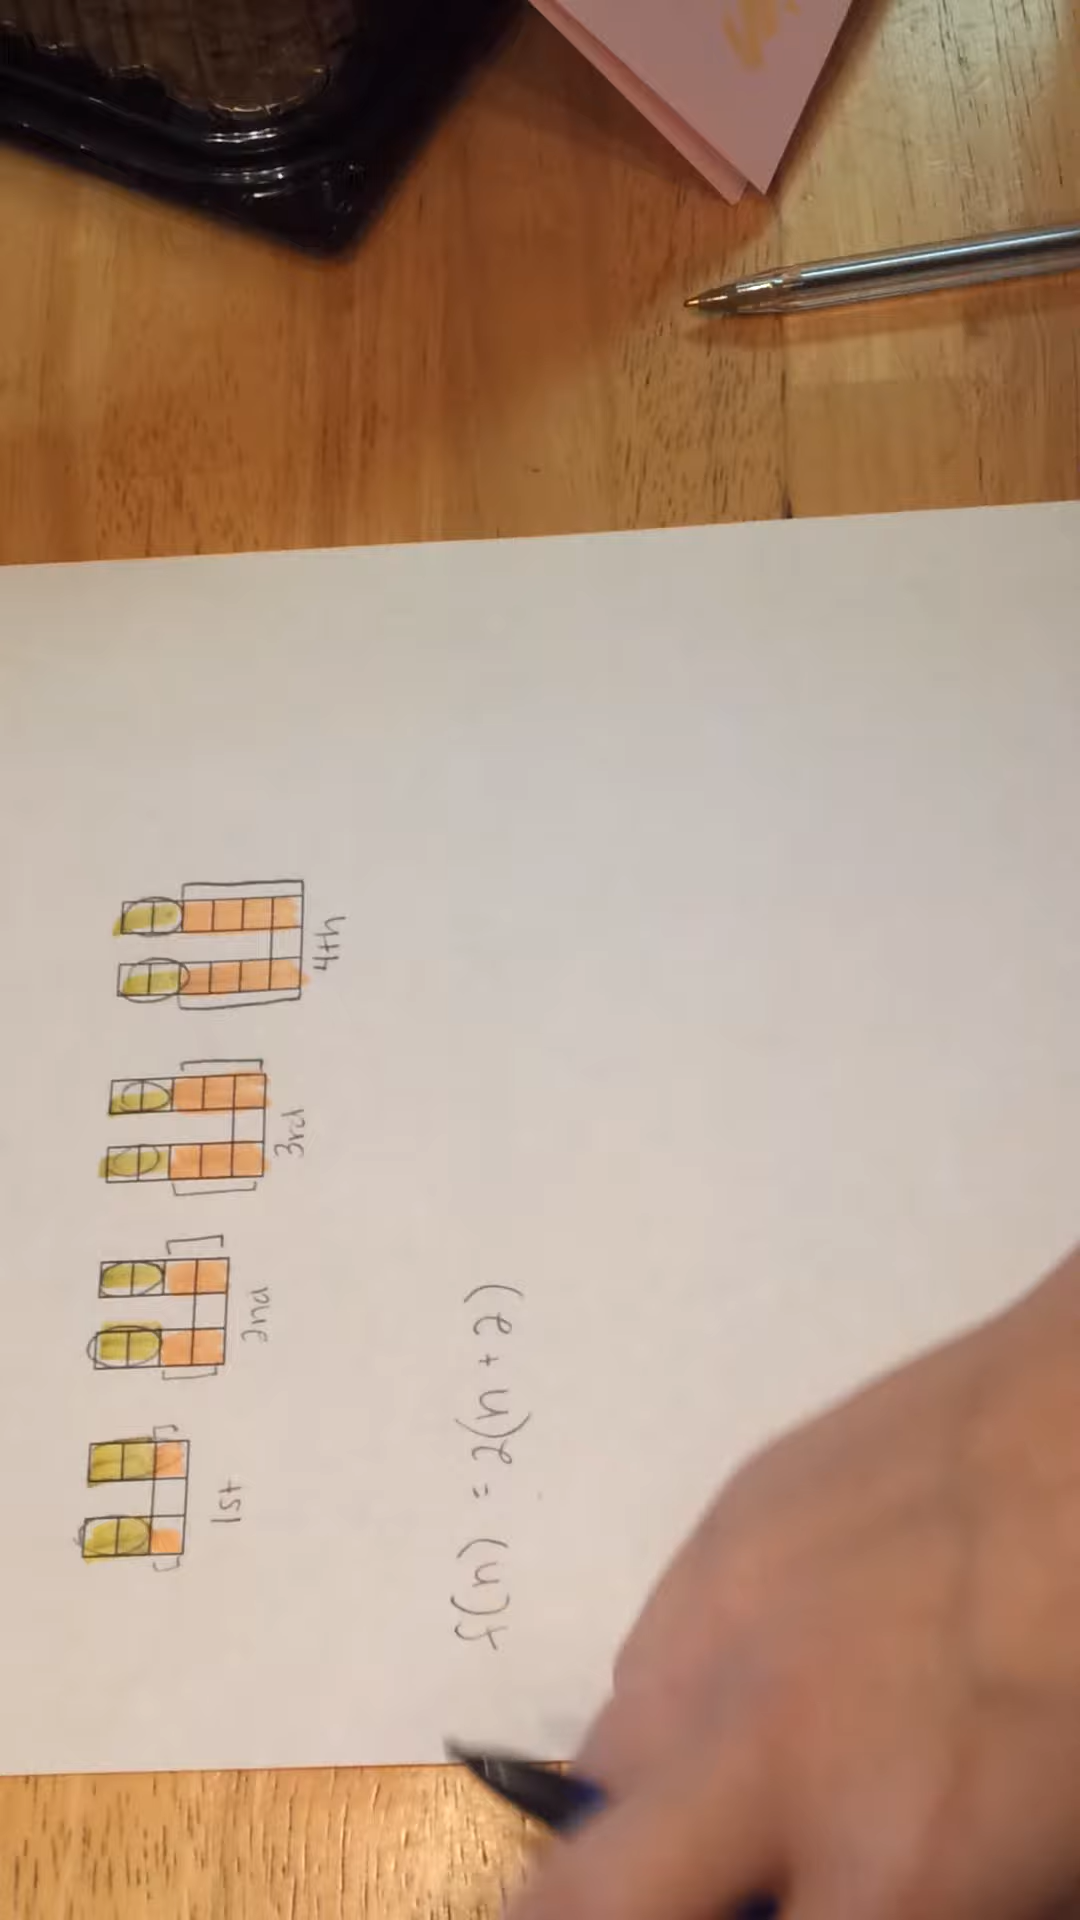 1st 2nd 3rd 4th
f(n) = 2(n + 2)